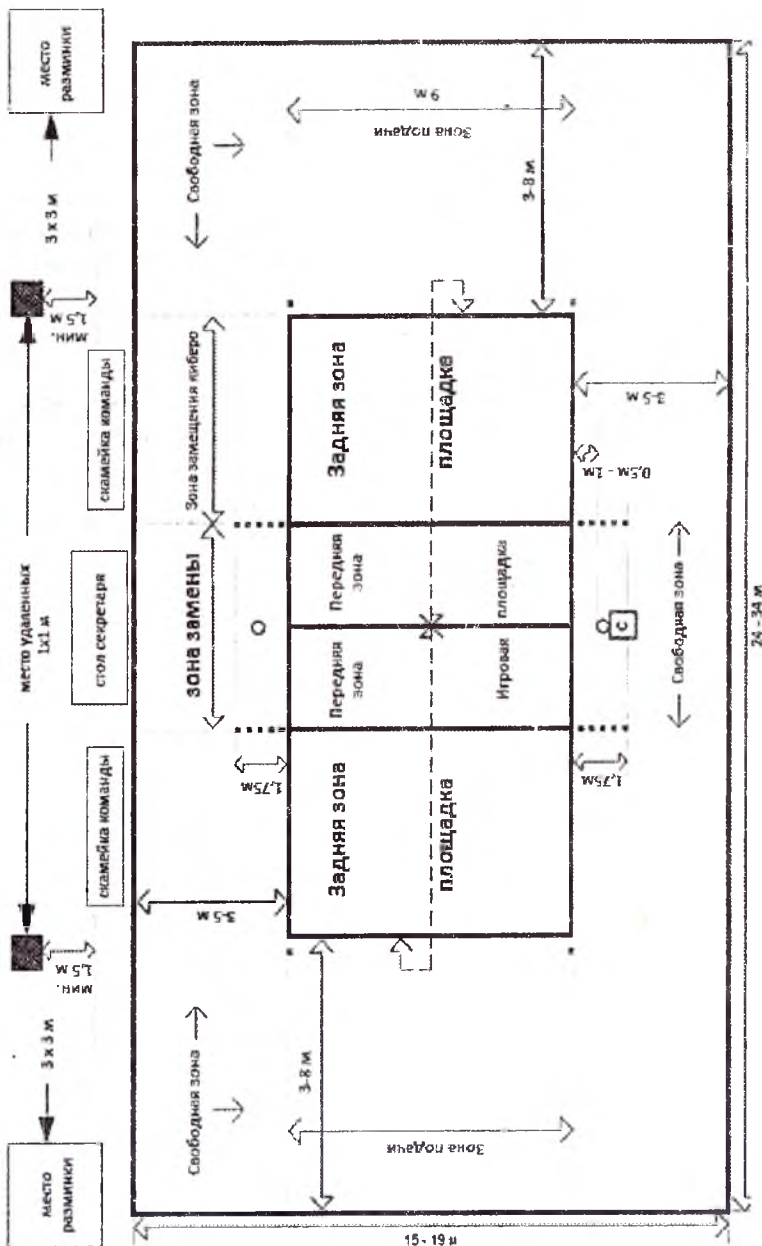 место
разминки
3 х 3 м
мин.
1,5 м
скамейка команды
место удаленных
1х1 м
стол секретаря
скамейка команды
мин.
1,5 м
3 х 3 м
место
разминки
Свободная зона
Зона подачи
9 м
3-8 м
Зона замещения либеро
зона замены
1,75м
3-5 м
Свободная зона
3-8 м
Зона подачи
Задняя зона
площадка
Передняя
зона
площадка
Передняя
зона
Игровая
Задняя зона
площадка
3-5 м
0,5м - 1м
С
Свободная зона
1,75м
24 - 34 м
15 - 19 м